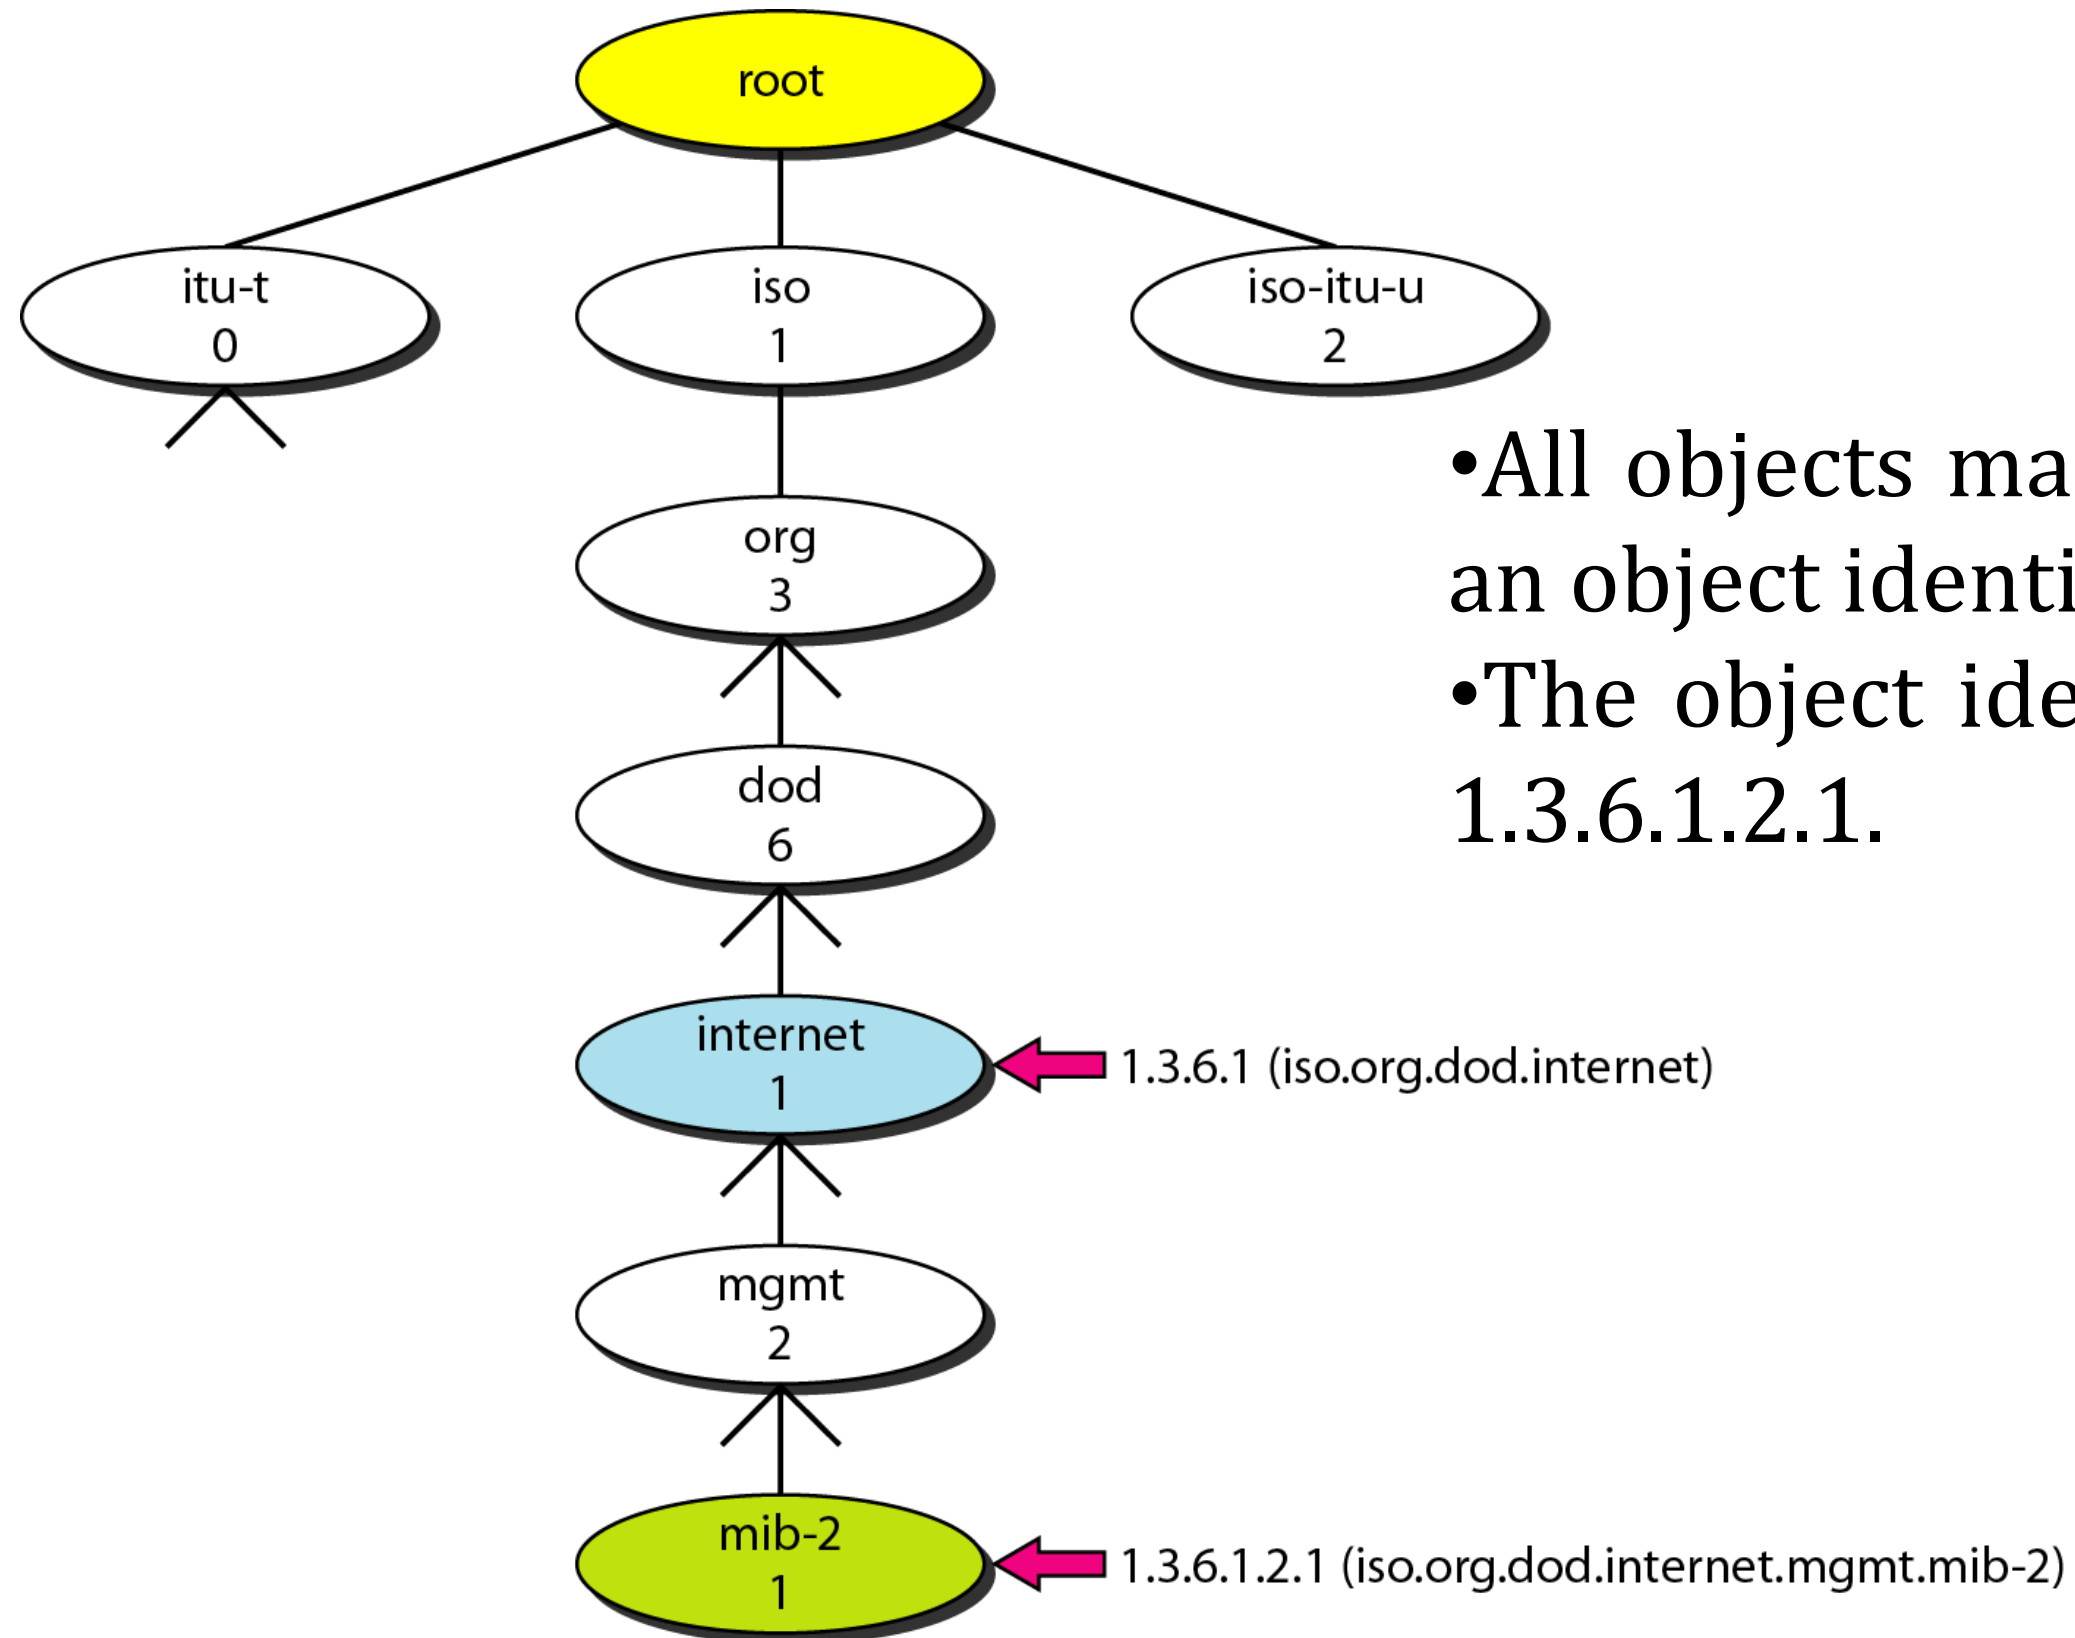 root
itu-t
0
iso
1
iso-itu-u
2
•All objects ma
an object identi
•The object ide
1.3.6.1.2.1.
org
3
dod
6
internet
1
1.3.6.1 (iso.org.dod.internet)
mgmt
2
mib-2
1
1.3.6.1.2.1 (iso.org.dod.internet.mgmt.mib-2)